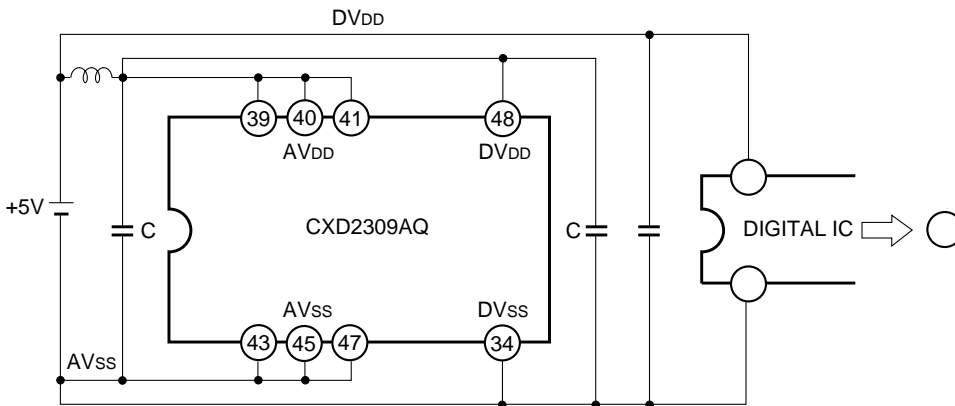 DVDD
39 40 41 48
AVDD DVDD
+5V
C CXD2309AQ C DIGITAL IC
AVSS DVSS
43 45 47 34
AVSS